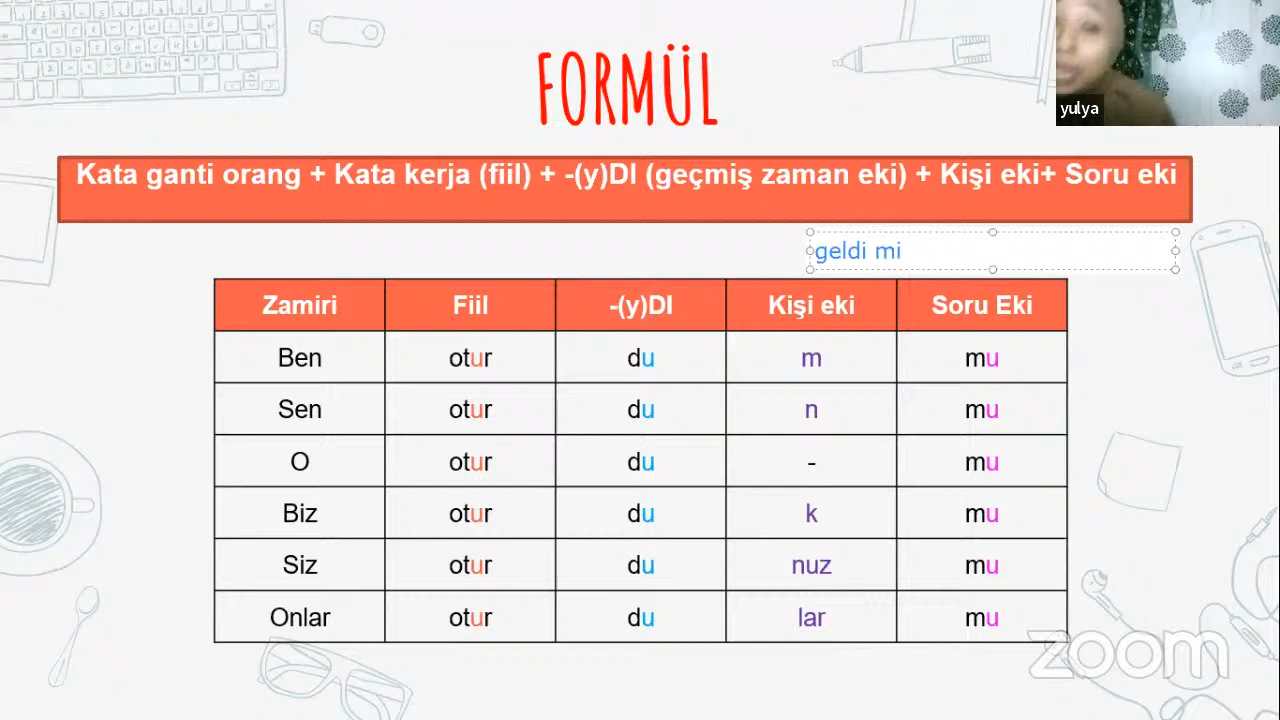 FORMÜL
yulya
Kata ganti orang + Kata kerja (fiil) + -(y)DI (geçmiş zaman eki) + Kişi eki+ Soru eki
geldi mi
Zamiri Fiil -(y)DI Kişi eki Soru Eki
Ben otur du m mu
Sen otur du n mu
O otur du - mu
Biz otur du k mu
Siz otur du nuz mu
Onlar otur du lar mu
zoom